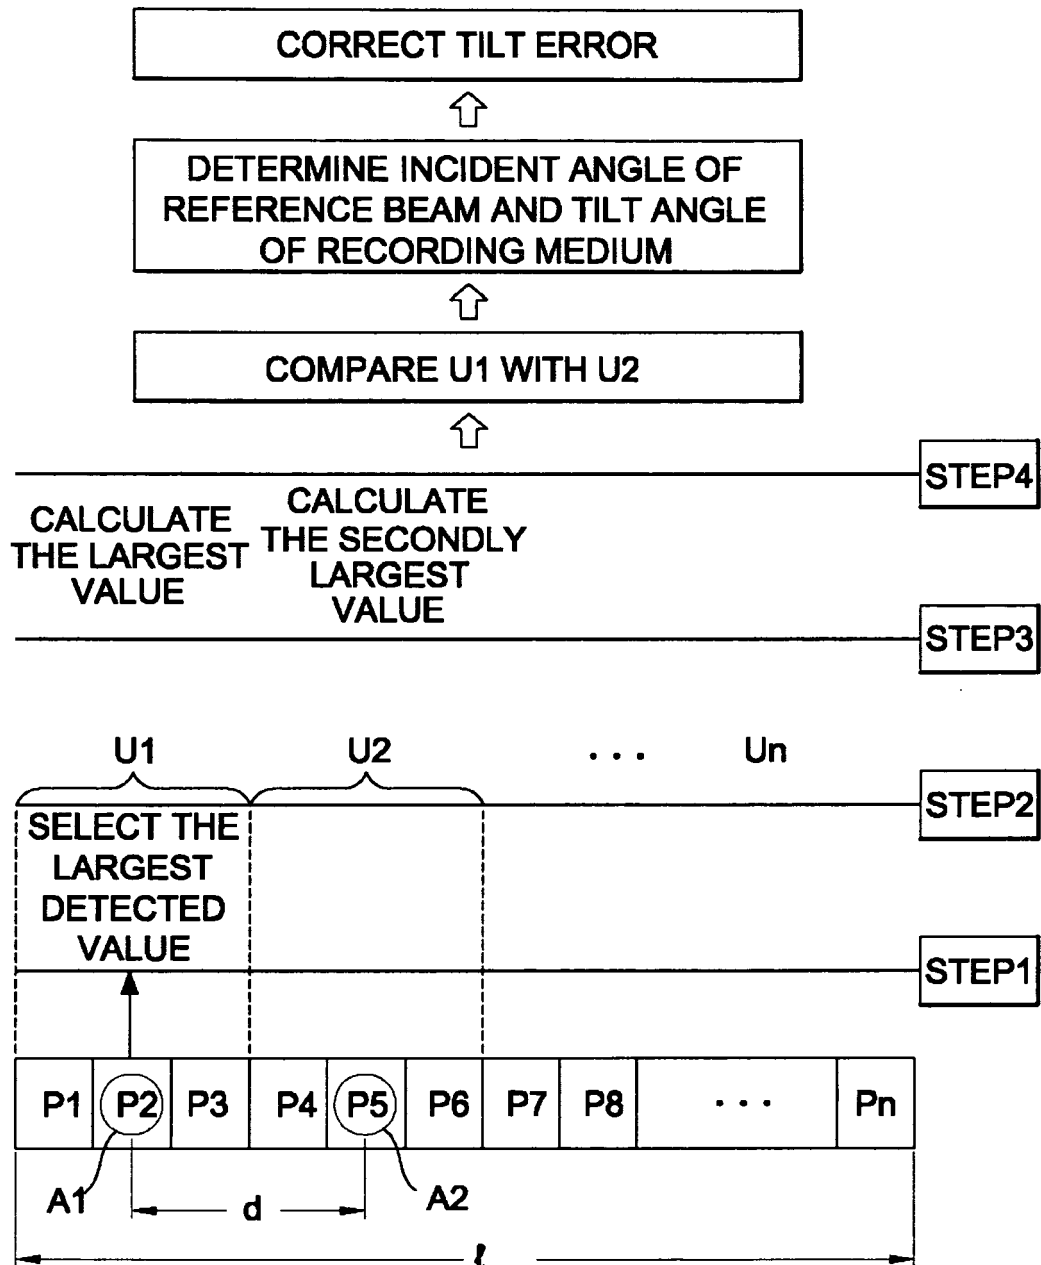 CORRECT TILT ERROR
DETERMINE INCIDENT ANGLE OF
REFERENCE BEAM AND TILT ANGLE
OF RECORDING MEDIUM
COMPARE U1 WITH U2
STEP4
CALCULATE
THE LARGEST
VALUE
CALCULATE
THE SECONDLY
LARGEST
VALUE
STEP3
U1 U2 ... Un
STEP2
SELECT THE
LARGEST
DETECTED
VALUE
STEP1
P1 P2 P3 P4 P5 P6 P7 P8 ... Pn
A1 d A2
ℓ